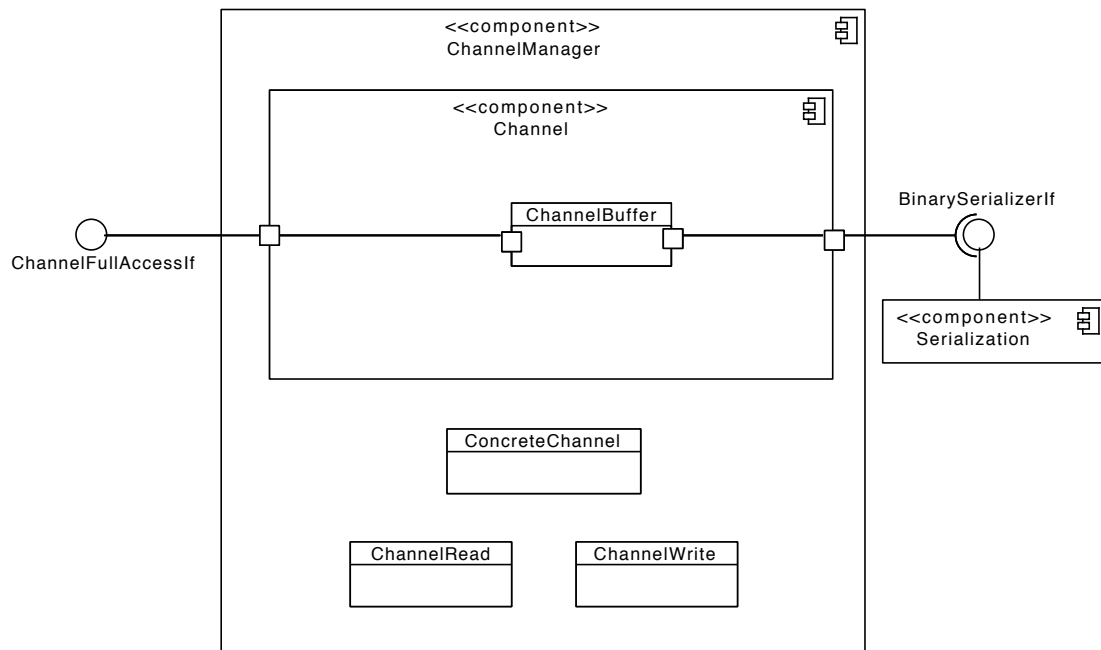 <<component>>
ChannelManager
<<component>>
Channel
ChannelBuffer
BinarySerializerIf
ChannelFullAccessIf
<<component>>
Serialization
ConcreteChannel
ChannelRead
ChannelWrite